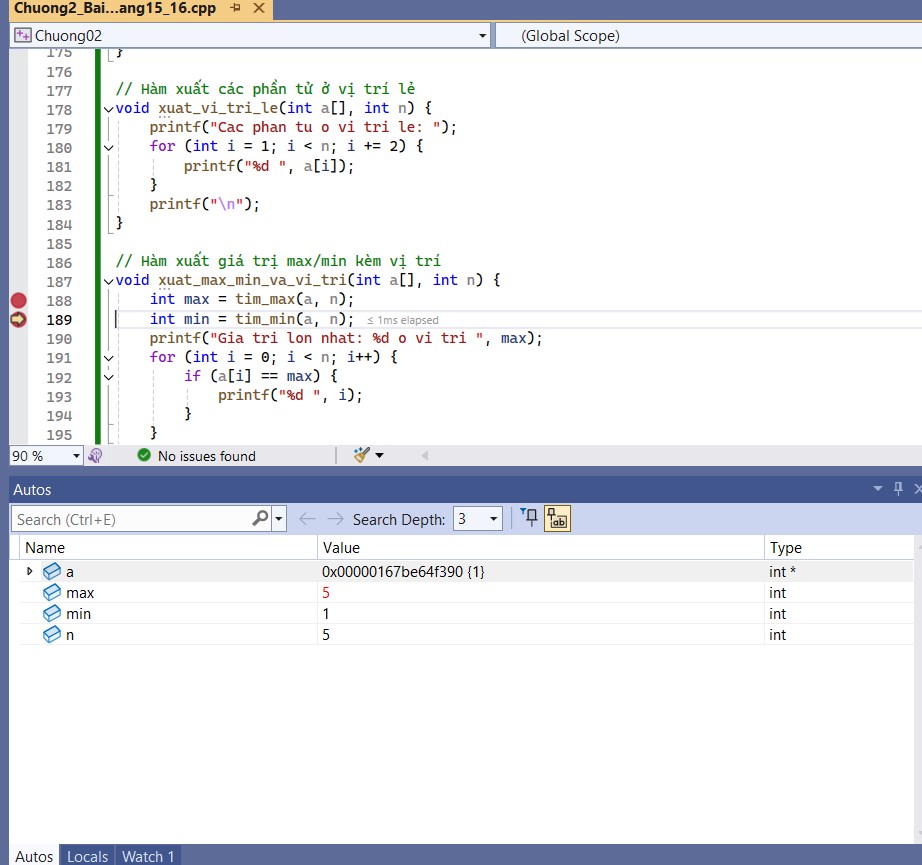 Chuong2_Bai...ang15_16.cpp
Chuong02
(Global Scope)
175 }
176
177 // Hàm xuất các phần tử ở vị trí lẻ
178 void xuat_vi_tri_le(int a[], int n) {
179 printf("Cac phan tu o vi tri le: ");
180 for (int i = 1; i < n; i += 2) {
181 printf("%d ", a[i]);
182 }
183 printf("\n");
184 }
185
186 // Hàm xuất giá trị max/min kèm vị trí
187 void xuat_max_min_va_vi_tri(int a[], int n) {
188 int max = tim_max(a, n);
189 int min = tim_min(a, n); ≤ 1ms elapsed
190 printf("Gia tri lon nhat: %d o vi tri ", max);
191 for (int i = 0; i < n; i++) {
192 if (a[i] == max) {
193 printf("%d ", i);
194 }
195 }
90 % No issues found
Autos
Search (Ctrl+E) Search Depth: 3
Name Value Type
a 0x00000167be64f390 {1} int *
max 5 int
min 1 int
n 5 int
Autos Locals Watch 1